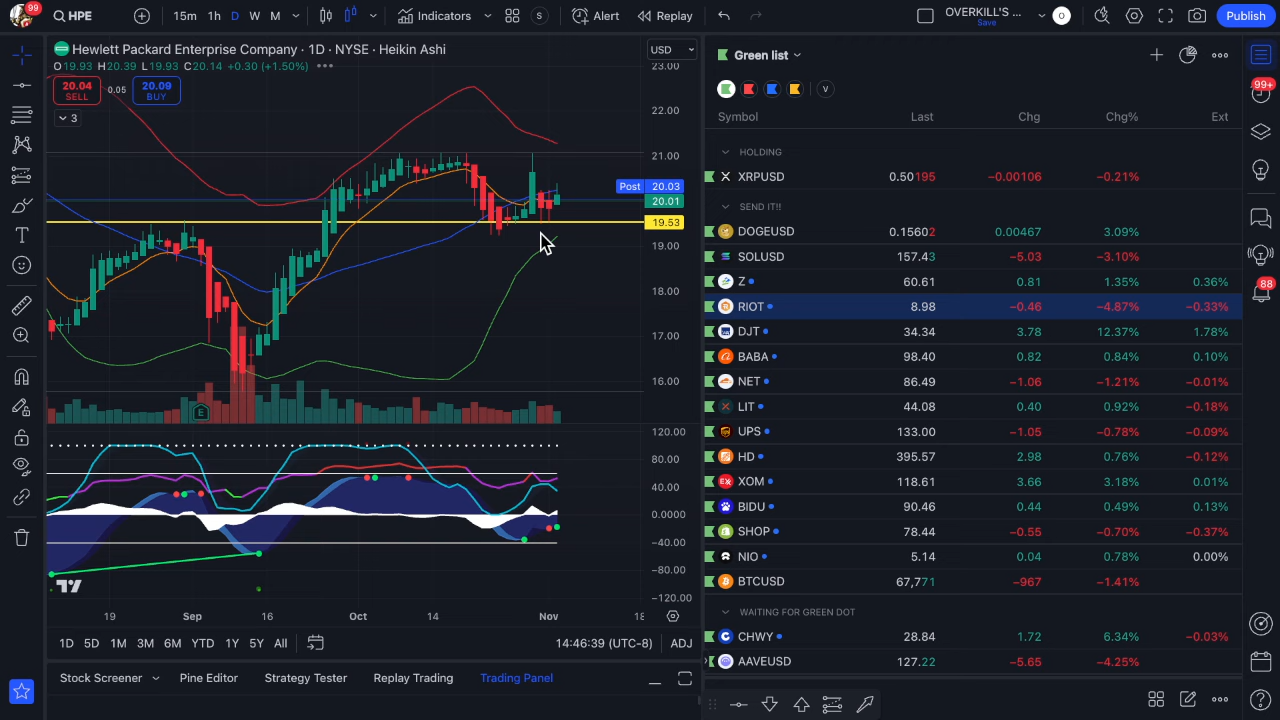 99 HPE 15m 1h D W M Indicators S Alert Replay OVERKILL'S ... Save O Publish
Hewlett Packard Enterprise Company · 1D · NYSE · Heikin Ashi USD
O19.93 H20.39 L19.93 C20.14 +0.30 (+1.50%)
20.04 SELL 0.05 20.09 BUY
3
23.00
22.00
21.00
Post 20.03
20.01
19.53
19.00
18.00
17.00
16.00
E
120.00
80.00
40.00
0.0000
−40.00
−80.00
−120.00
19 Sep 16 Oct 14 Nov 18
1D 5D 1M 3M 6M YTD 1Y 5Y All 14:46:39 (UTC-8) ADJ
Stock Screener Pine Editor Strategy Tester Replay Trading Trading Panel
Green list
V
Symbol Last Chg Chg% Ext
HOLDING
XRPUSD 0.50195 −0.00106 −0.21%
SEND IT!!
DOGEUSD 0.15602 0.00467 3.09%
SOLUSD 157.43 −5.03 −3.10%
Z 60.61 0.81 1.35% 0.36%
RIOT 8.98 −0.46 −4.87% −0.33%
DJT 34.34 3.78 12.37% 1.78%
BABA 98.40 0.82 0.84% 0.10%
NET 86.49 −1.06 −1.21% −0.01%
LIT 44.08 0.40 0.92% −0.18%
UPS 133.00 −1.05 −0.78% −0.09%
HD 395.57 2.98 0.76% −0.12%
XOM 118.61 3.66 3.18% 0.01%
BIDU 90.46 0.44 0.49% 0.13%
SHOP 78.44 −0.55 −0.70% −0.37%
NIO 5.14 0.04 0.78% 0.00%
BTCUSD 67,771 −967 −1.41%
WAITING FOR GREEN DOT
CHWY 28.84 1.72 6.34% −0.03%
AAVEUSD 127.22 −5.65 −4.25%
99+
88